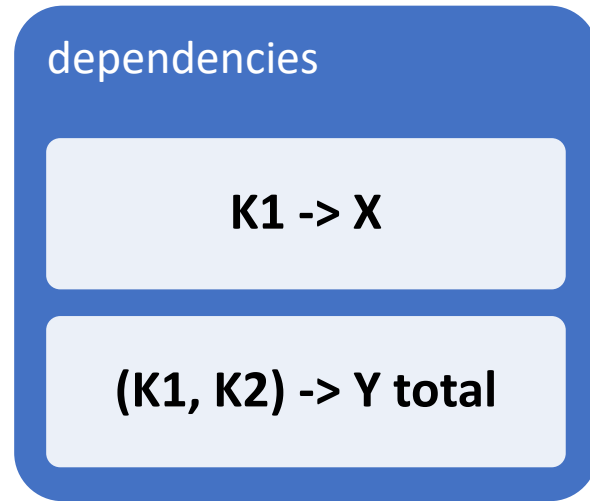 dependencies
K1 -> X
(K1, K2) -> Y total